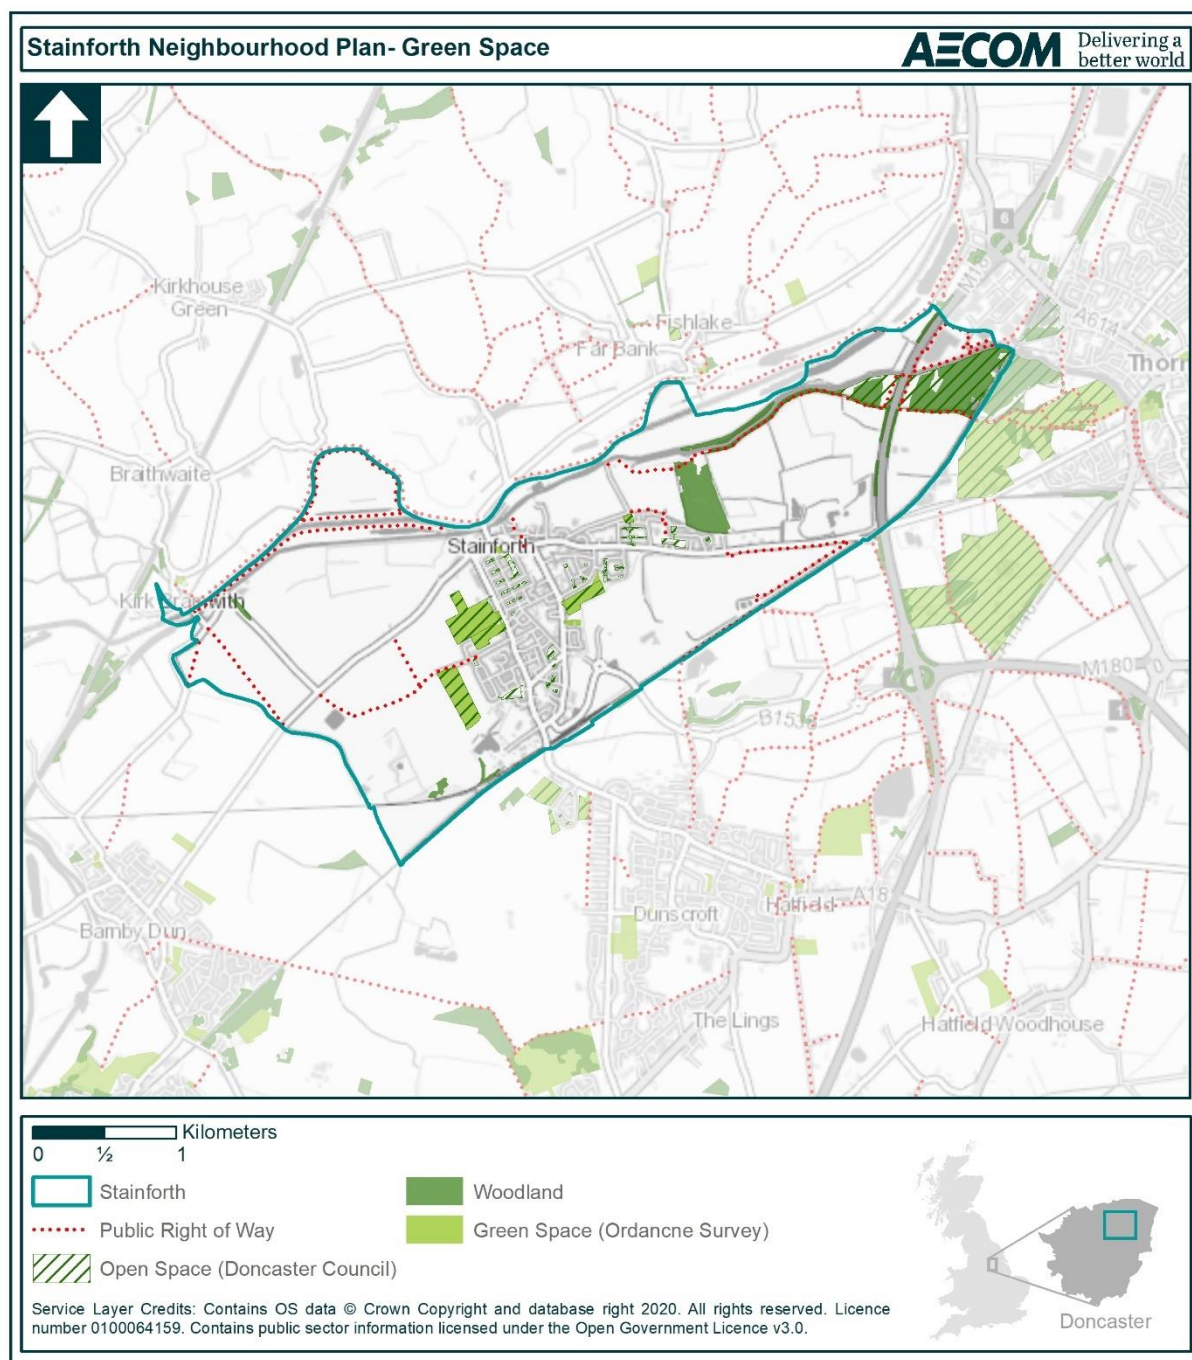 Stainforth Neighbourhood Plan- Green Space
AECOM
Delivering a
better world
6
M18
Kirkhouse
Green
Fishlake
Far Bank
A614
Thorn
Braithwaite
Stainforth
Kirk Bramwith
M180
1
Dunscroft
Hatfield
A18
Barnby Dun
The Lings
Hatfield Woodhouse
Kilometers
0 ½ 1
Stainforth
Woodland
Public Right of Way
Green Space (Ordancne Survey)
Open Space (Doncaster Council)
Service Layer Credits: Contains OS data © Crown Copyright and database right 2020. All rights reserved. Licence
number 0100064159. Contains public sector information licensed under the Open Government Licence v3.0.
Doncaster